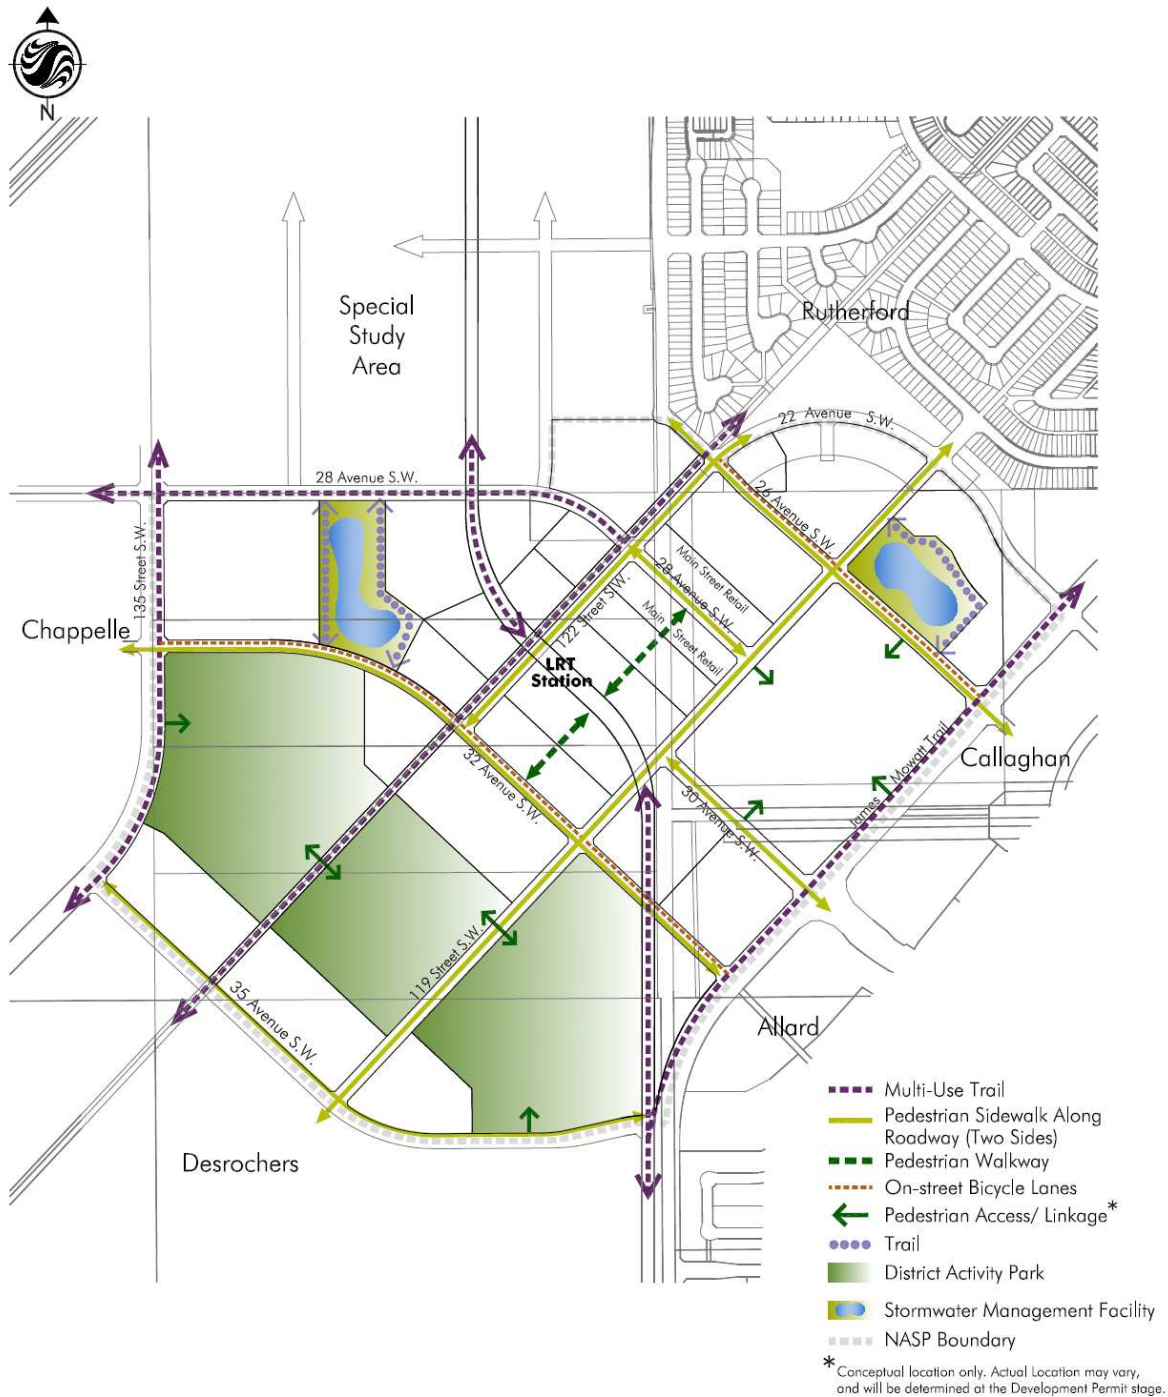 N
Special
Study
Area
Rutherford
22 Avenue S.W.
28 Avenue S.W.
26 Avenue S.W.
135 Street S.W.
Main Street Retail
28 Avenue S.W.
122 Street S.W.
Main Street Retail
Chappelle
LRT
Station
32 Avenue S.W.
James Mowatt Trail
Callaghan
30 Avenue S.W.
119 Street S.W.
35 Avenue S.W.
Allard
Desrochers
Multi-Use Trail
Pedestrian Sidewalk Along
Roadway (Two Sides)
Pedestrian Walkway
On-street Bicycle Lanes
Pedestrian Access/ Linkage*
Trail
District Activity Park
Stormwater Management Facility
NASP Boundary
* Conceptual location only. Actual Location may vary,
and will be determined at the Development Permit stage.